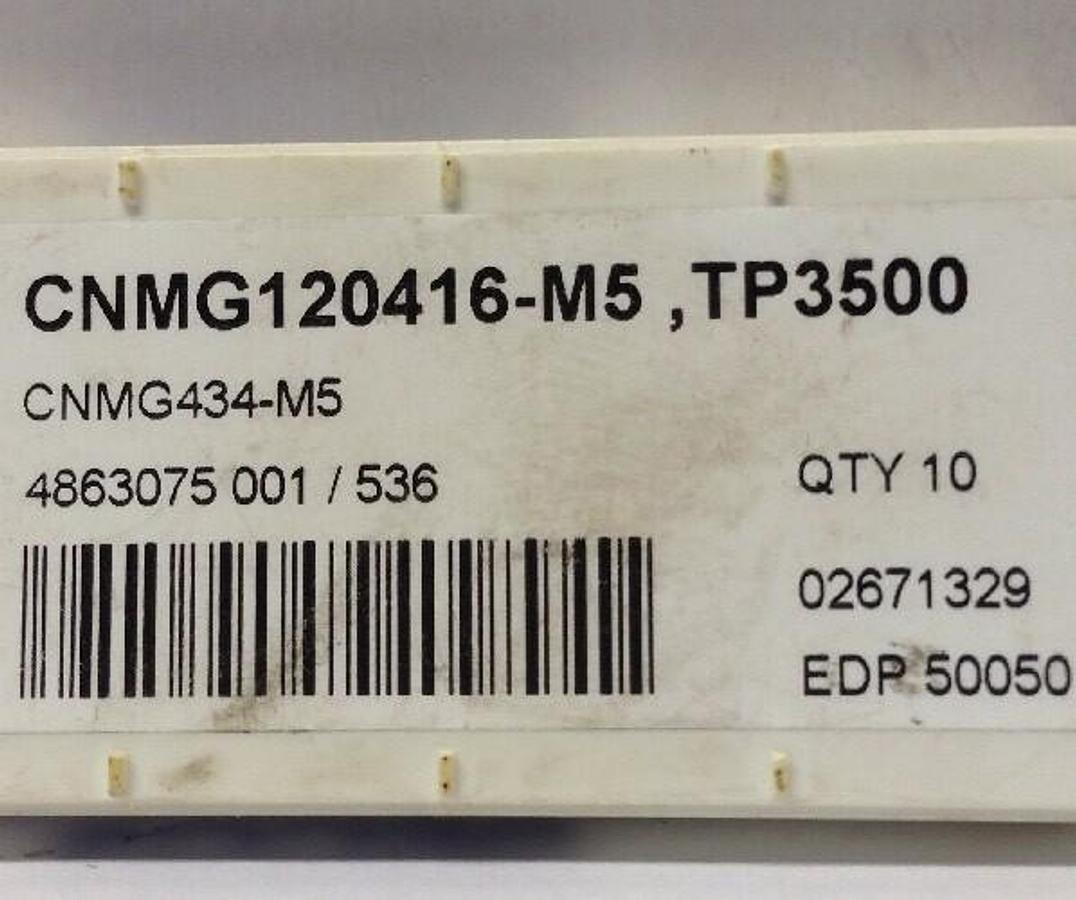 CNMG120416-M5 ,TP3500
CNMG434-M5
4863075 001 / 536
QTY 10
02671329
EDP 50050